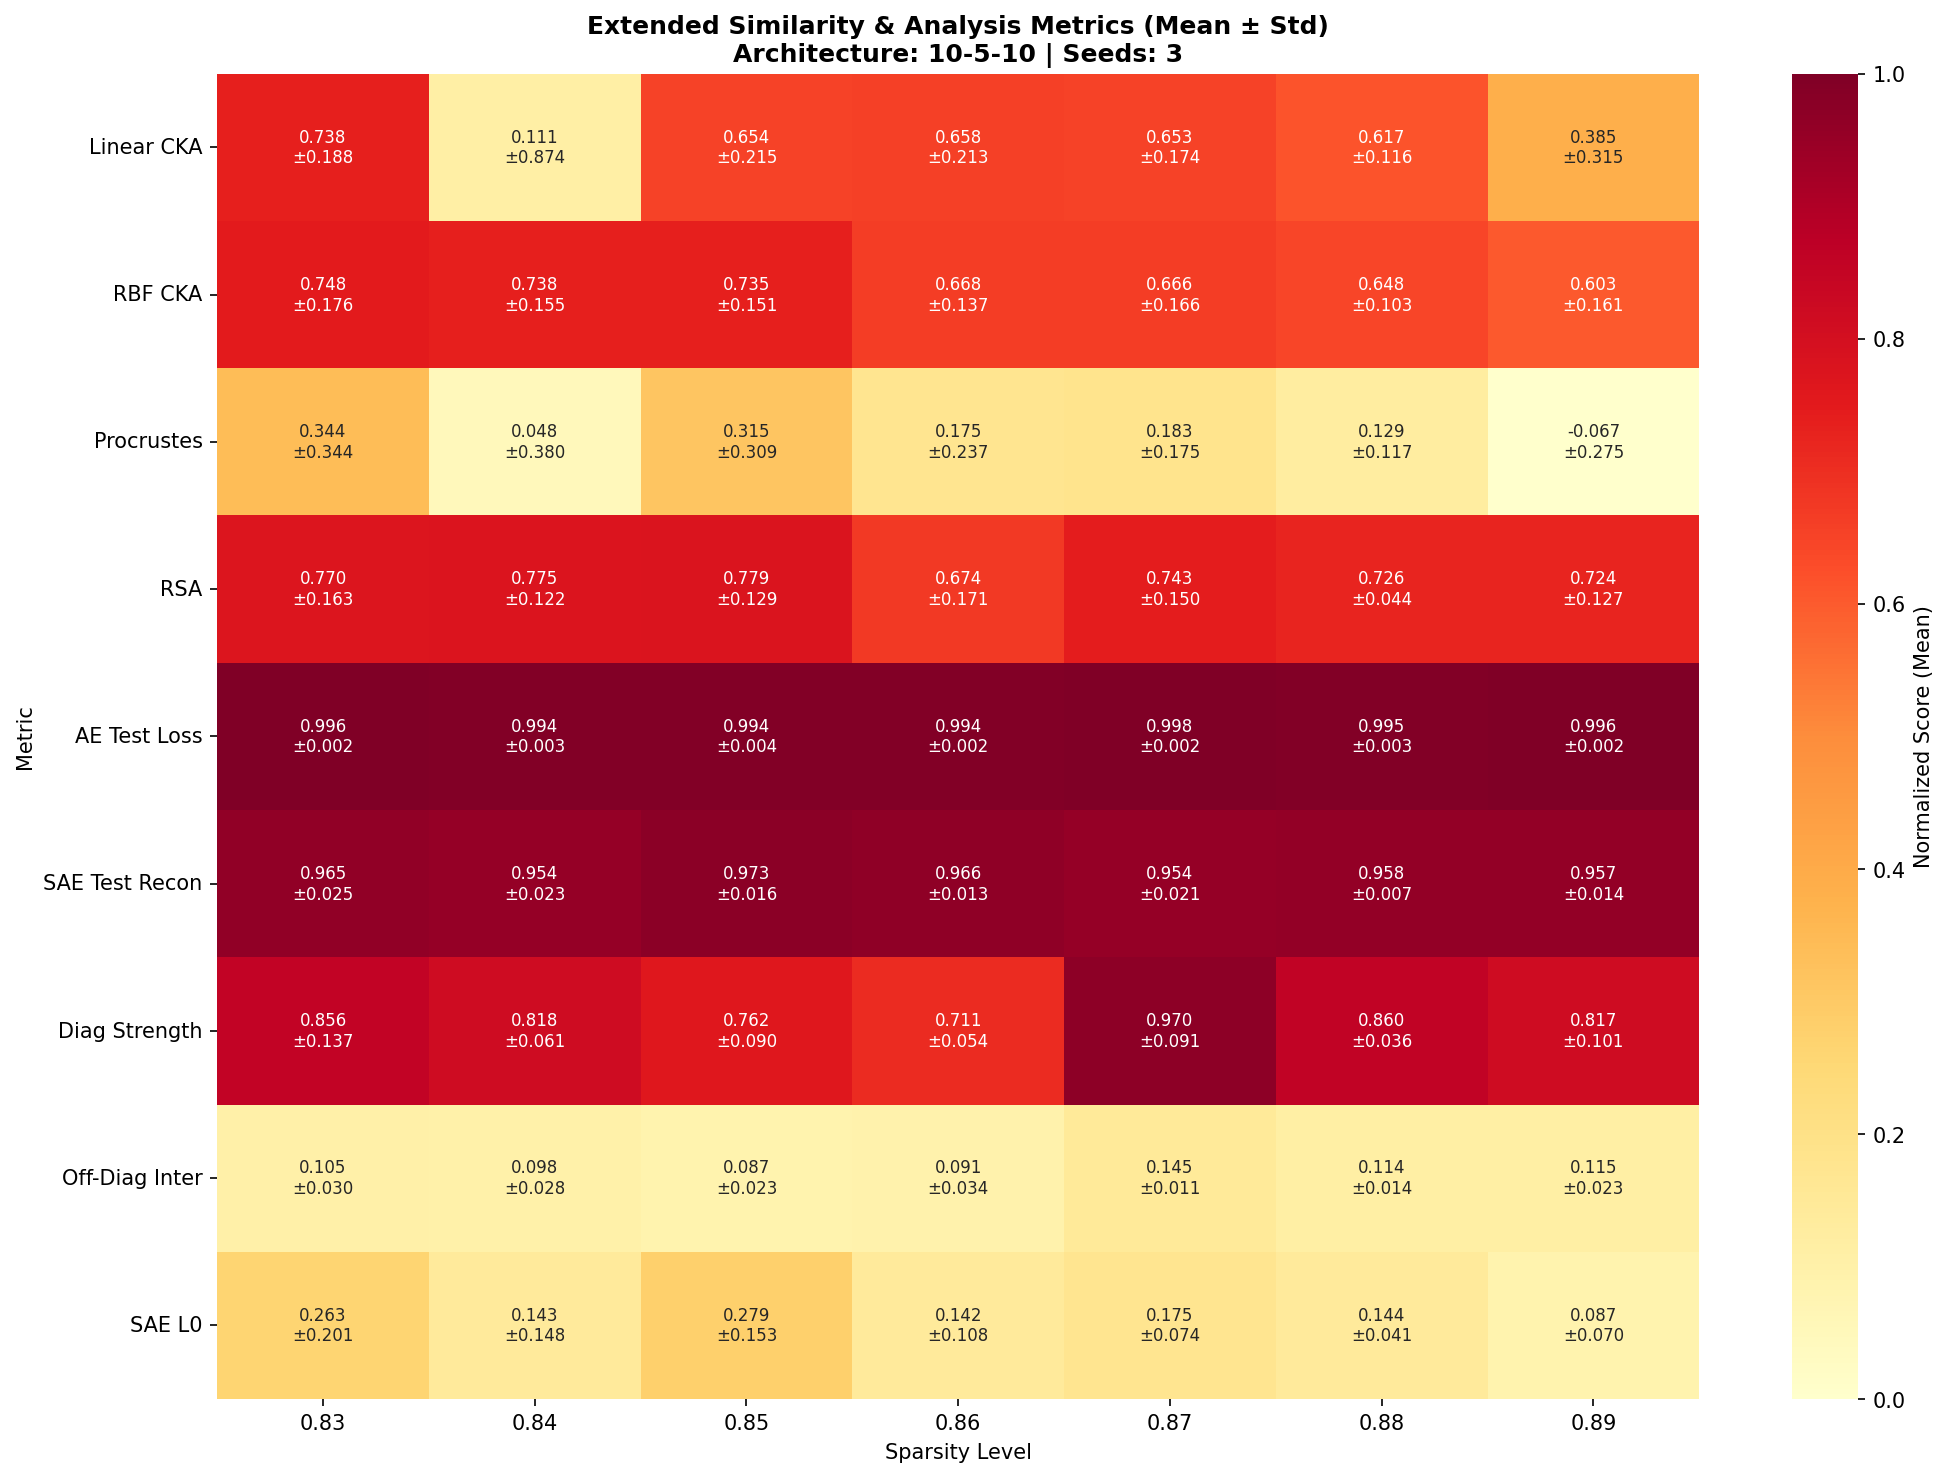 Extended Similarity & Analysis Metrics (Mean ± Std)
Architecture: 10-5-10 | Seeds: 3
Metric
Linear CKA
0.738 0.111 0.654 0.658 0.653 0.617 0.385
±0.188 ±0.874 ±0.215 ±0.213 ±0.174 ±0.116 ±0.315
RBF CKA
0.748 0.738 0.735 0.668 0.666 0.648 0.603
±0.176 ±0.155 ±0.151 ±0.137 ±0.166 ±0.103 ±0.161
Procrustes
0.344 0.048 0.315 0.175 0.183 0.129 -0.067
±0.344 ±0.380 ±0.309 ±0.237 ±0.175 ±0.117 ±0.275
RSA
0.770 0.775 0.779 0.674 0.743 0.726 0.724
±0.163 ±0.122 ±0.129 ±0.171 ±0.150 ±0.044 ±0.127
AE Test Loss
0.996 0.994 0.994 0.994 0.998 0.995 0.996
±0.002 ±0.003 ±0.004 ±0.002 ±0.002 ±0.003 ±0.002
SAE Test Recon
0.965 0.954 0.973 0.966 0.954 0.958 0.957
±0.025 ±0.023 ±0.016 ±0.013 ±0.021 ±0.007 ±0.014
Diag Strength
0.856 0.818 0.762 0.711 0.970 0.860 0.817
±0.137 ±0.061 ±0.090 ±0.054 ±0.091 ±0.036 ±0.101
Off-Diag Inter
0.105 0.098 0.087 0.091 0.145 0.114 0.115
±0.030 ±0.028 ±0.023 ±0.034 ±0.011 ±0.014 ±0.023
SAE L0
0.263 0.143 0.279 0.142 0.175 0.144 0.087
±0.201 ±0.148 ±0.153 ±0.108 ±0.074 ±0.041 ±0.070
0.83 0.84 0.85 0.86 0.87 0.88 0.89
Sparsity Level
1.0
0.8
0.6
0.4
0.2
0.0
Normalized Score (Mean)